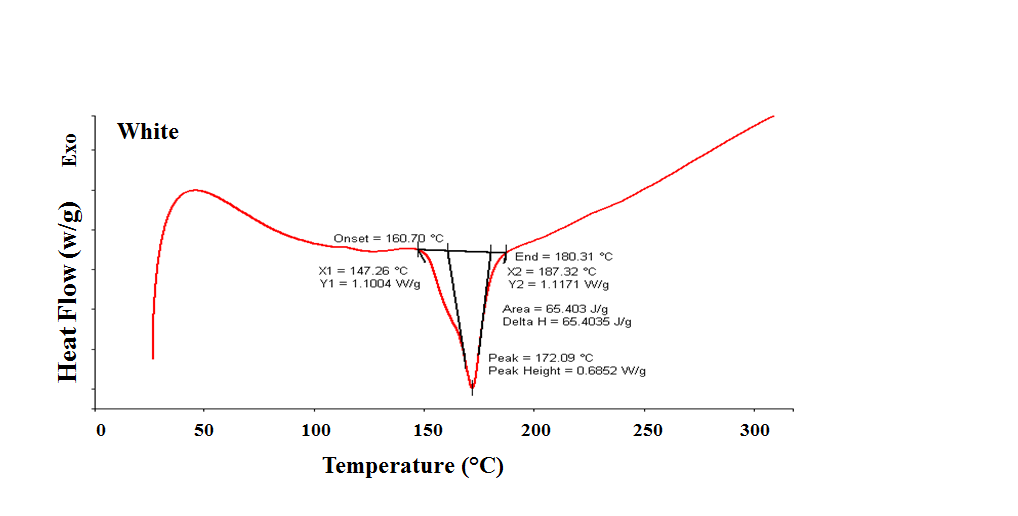 White
Exo
Heat Flow (w/g)
Onset = 160.70 °C
X1 = 147.26 °C
Y1 = 1.1004 W/g
End = 180.31 °C
X2 = 187.32 °C
Y2 = 1.1171 W/g
Area = 65.403 J/g
Delta H = 65.4035 J/g
Peak = 172.09 °C
Peak Height = 0.6852 W/g
0 50 100 150 200 250 300
Temperature (°C)